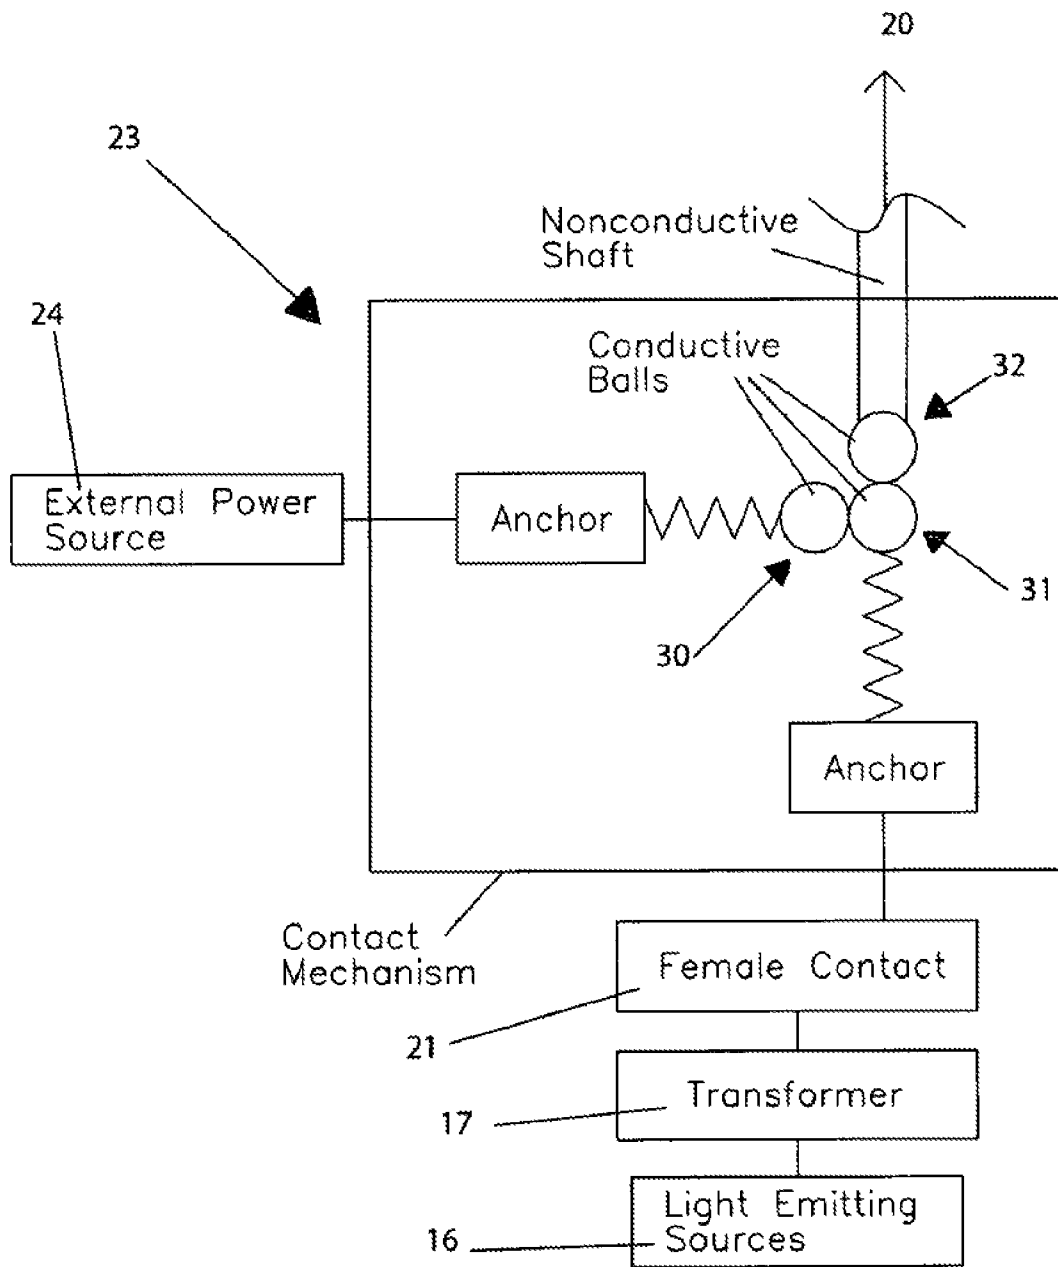 20
23
Nonconductive
Shaft
24
Conductive
Balls
32
External Power
Source
Anchor
31
30
Anchor
Contact
Mechanism
Female Contact
21
Transformer
17
Light Emitting
Sources
16